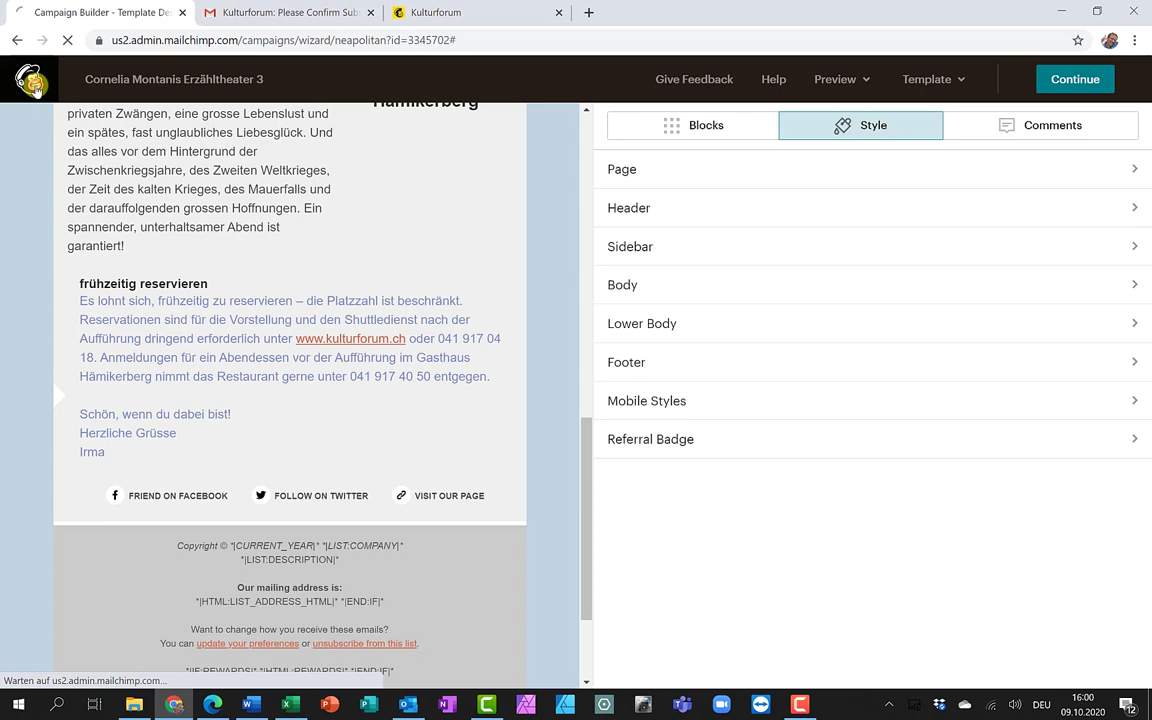 Campaign Builder - Template De
Kulturforum: Please Confirm Sub
Kulturforum
us2.admin.mailchimp.com/campaigns/wizard/neapolitan?id=3345702#
Cornelia Montanis Erzähltheater 3
Give Feedback
Help
Preview
Template
Continue
Hämikerberg
privaten Zwängen, eine grosse Lebenslust und
ein spätes, fast unglaubliches Liebesglück. Und
das alles vor dem Hintergrund der
Zwischenkriegsjahre, des Zweiten Weltkrieges,
der Zeit des kalten Krieges, des Mauerfalls und
der darauffolgenden grossen Hoffnungen. Ein
spannender, unterhaltsamer Abend ist
garantiert!
frühzeitig reservieren
Es lohnt sich, frühzeitig zu reservieren – die Platzzahl ist beschränkt.
Reservationen sind für die Vorstellung und den Shuttledienst nach der
Aufführung dringend erforderlich unter www.kulturforum.ch oder 041 917 04
18. Anmeldungen für ein Abendessen vor der Aufführung im Gasthaus
Hämikerberg nimmt das Restaurant gerne unter 041 917 40 50 entgegen.
Schön, wenn du dabei bist!
Herzliche Grüsse
Irma
FRIEND ON FACEBOOK
FOLLOW ON TWITTER
VISIT OUR PAGE
Copyright © *|CURRENT_YEAR|* *|LIST:COMPANY|*
*|LIST:DESCRIPTION|*
Our mailing address is:
*|HTML:LIST_ADDRESS_HTML|* *|END:IF|*
Want to change how you receive these emails?
You can update your preferences or unsubscribe from this list.
*|IF:REWARDS|* *|HTML:REWARDS|* *|END:IF|*
Blocks
Style
Comments
Page
Header
Sidebar
Body
Lower Body
Footer
Mobile Styles
Referral Badge
Warten auf us2.admin.mailchimp.com...
DEU
16:00
09.10.2020
12